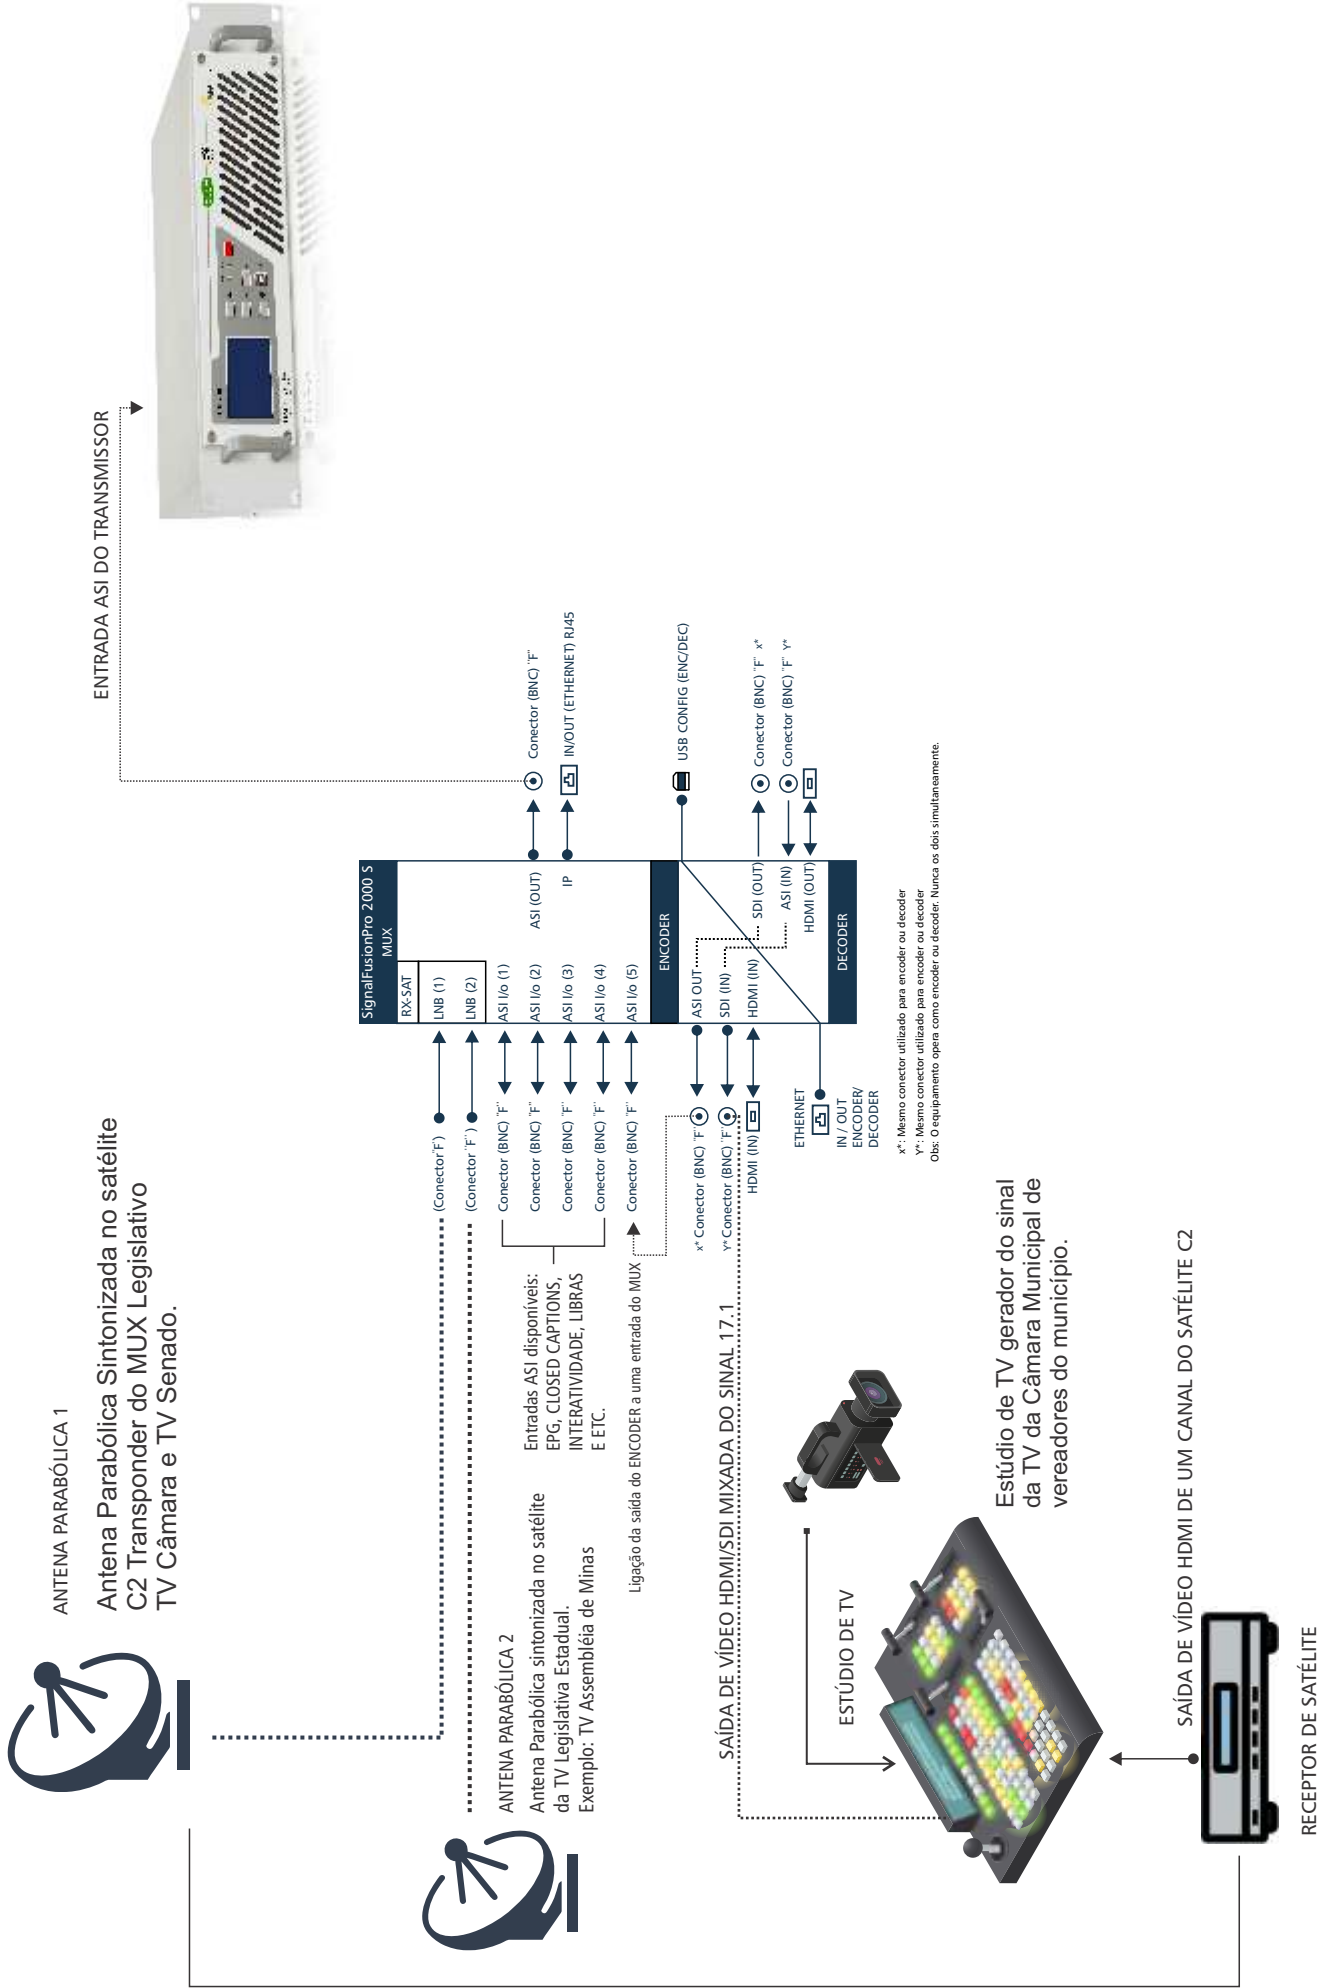 ANTENA PARABÓLICA 1
Antena Parabólica Sintonizada no satélite
C2 Transponder do MUX Legislativo
TV Câmara e TV Senado.
ENTRADA ASI DO TRANSMISSOR
SignalFusionPro 2000 S
MUX
RX-SAT
(Conector¨F¨)
LNB (1)
(Conector ¨F¨ )
LNB (2)
Conector (BNC) ¨F¨
ASI I/o (1)
Conector (BNC) ¨F¨
ASI I/o (2)
ASI (OUT)
Conector (BNC) ¨F¨
Conector (BNC) ¨F¨
ASI I/o (3)
IP
IN/OUT (ETHERNET) RJ45
Conector (BNC) ¨F¨
ASI I/o (4)
Conector (BNC) ¨F¨
ASI I/o (5)
Entradas ASI disponíveis:
EPG, CLOSED CAPTIONS,
INTERATIVIDADE, LIBRAS
E ETC.
ANTENA PARABÓLICA 2
Antena Parabólica sintonizada no satélite
da TV Legislativa Estadual.
Exemplo: TV Assembléia de Minas
Ligação da saída do ENCODER a uma entrada do MUX
ENCODER
USB CONFIG (ENC/DEC)
x* Conector (BNC) ¨F¨
ASI OUT
Y* Conector (BNC) ¨F¨
SDI (IN)
HDMI (IN)
HDMI (IN)
SDI (OUT)
Conector (BNC) ¨F¨ x*
ASI (IN)
Conector (BNC) ¨F¨ Y*
HDMI (OUT)
DECODER
ETHERNET
IN / OUT
ENCODER/
DECODER
x*: Mesmo conector utilizado para encoder ou decoder
Y*: Mesmo conector utilizado para encoder ou decoder
Obs: O equipamento opera como encoder ou decoder. Nunca os dois simultaneamente.
SAÍDA DE VÍDEO HDMI/SDI MIXADA DO SINAL 17.1
ESTÚDIO DE TV
Estúdio de TV gerador do sinal
da TV da Câmara Municipal de
vereadores do município.
SAÍDA DE VÍDEO HDMI DE UM CANAL DO SATÉLITE C2
RECEPTOR DE SATÉLITE